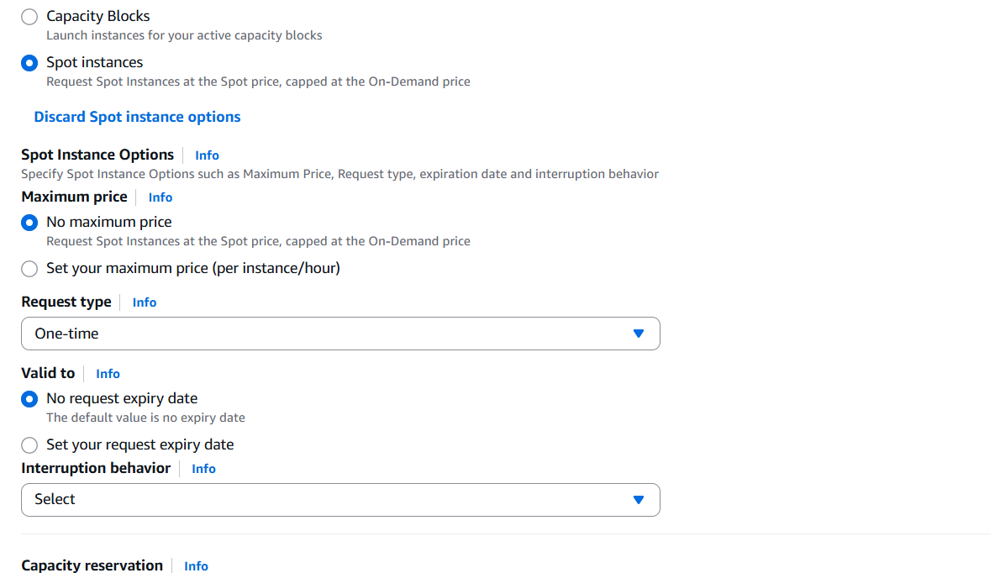 Capacity Blocks
Launch instances for your active capacity blocks
Spot instances
Request Spot Instances at the Spot price, capped at the On-Demand price
Discard Spot instance options
Spot Instance Options Info
Specify Spot Instance Options such as Maximum Price, Request type, expiration date and interruption behavior
Maximum price Info
No maximum price
Request Spot Instances at the Spot price, capped at the On-Demand price
Set your maximum price (per instance/hour)
Request type Info
One-time
Valid to Info
No request expiry date
The default value is no expiry date
Set your request expiry date
Interruption behavior Info
Select
Capacity reservation Info